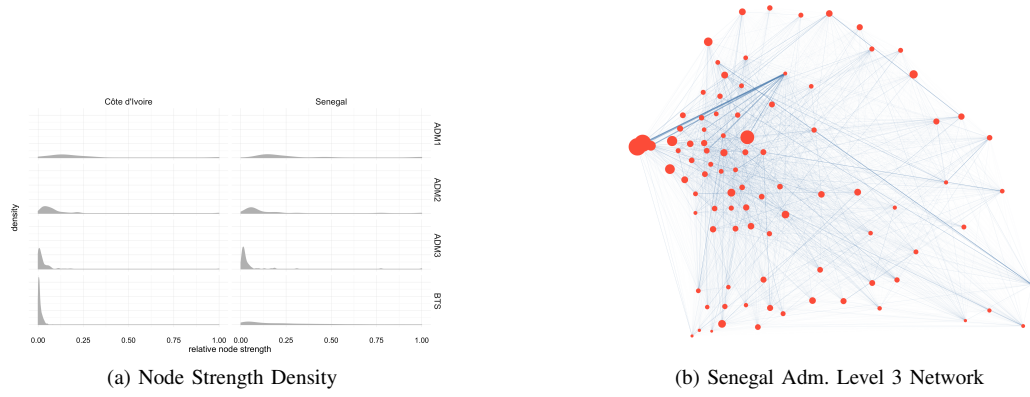 Côte d'Ivoire
Senegal
ADM1
ADM2
ADM3
BTS
density
0.00 0.25 0.50 0.75 1.00 0.00 0.25 0.50 0.75 1.00
relative node strength
(a) Node Strength Density
(b) Senegal Adm. Level 3 Network